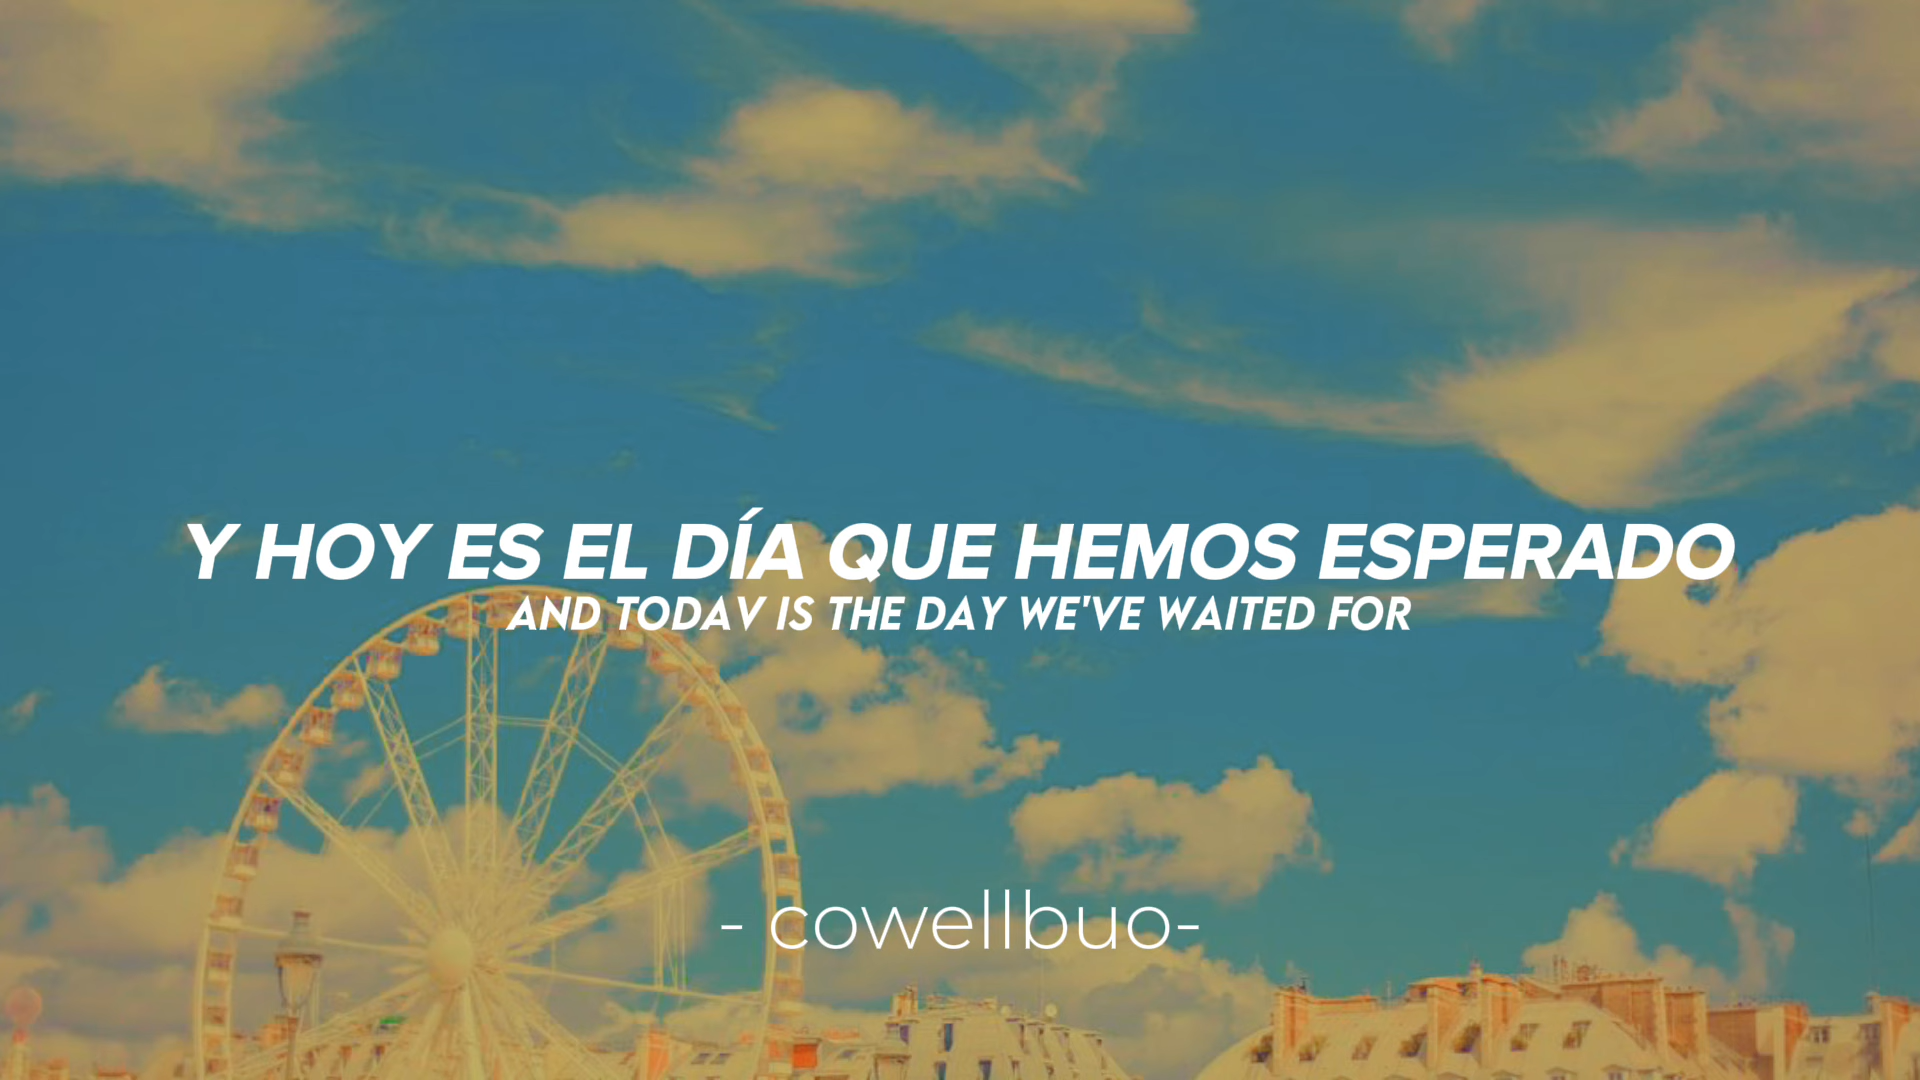 Y HOY ES EL DÍA QUE HEMOS ESPERADO
AND TODAV IS THE DAY WE'VE WAITED FOR
- cowellbuo-